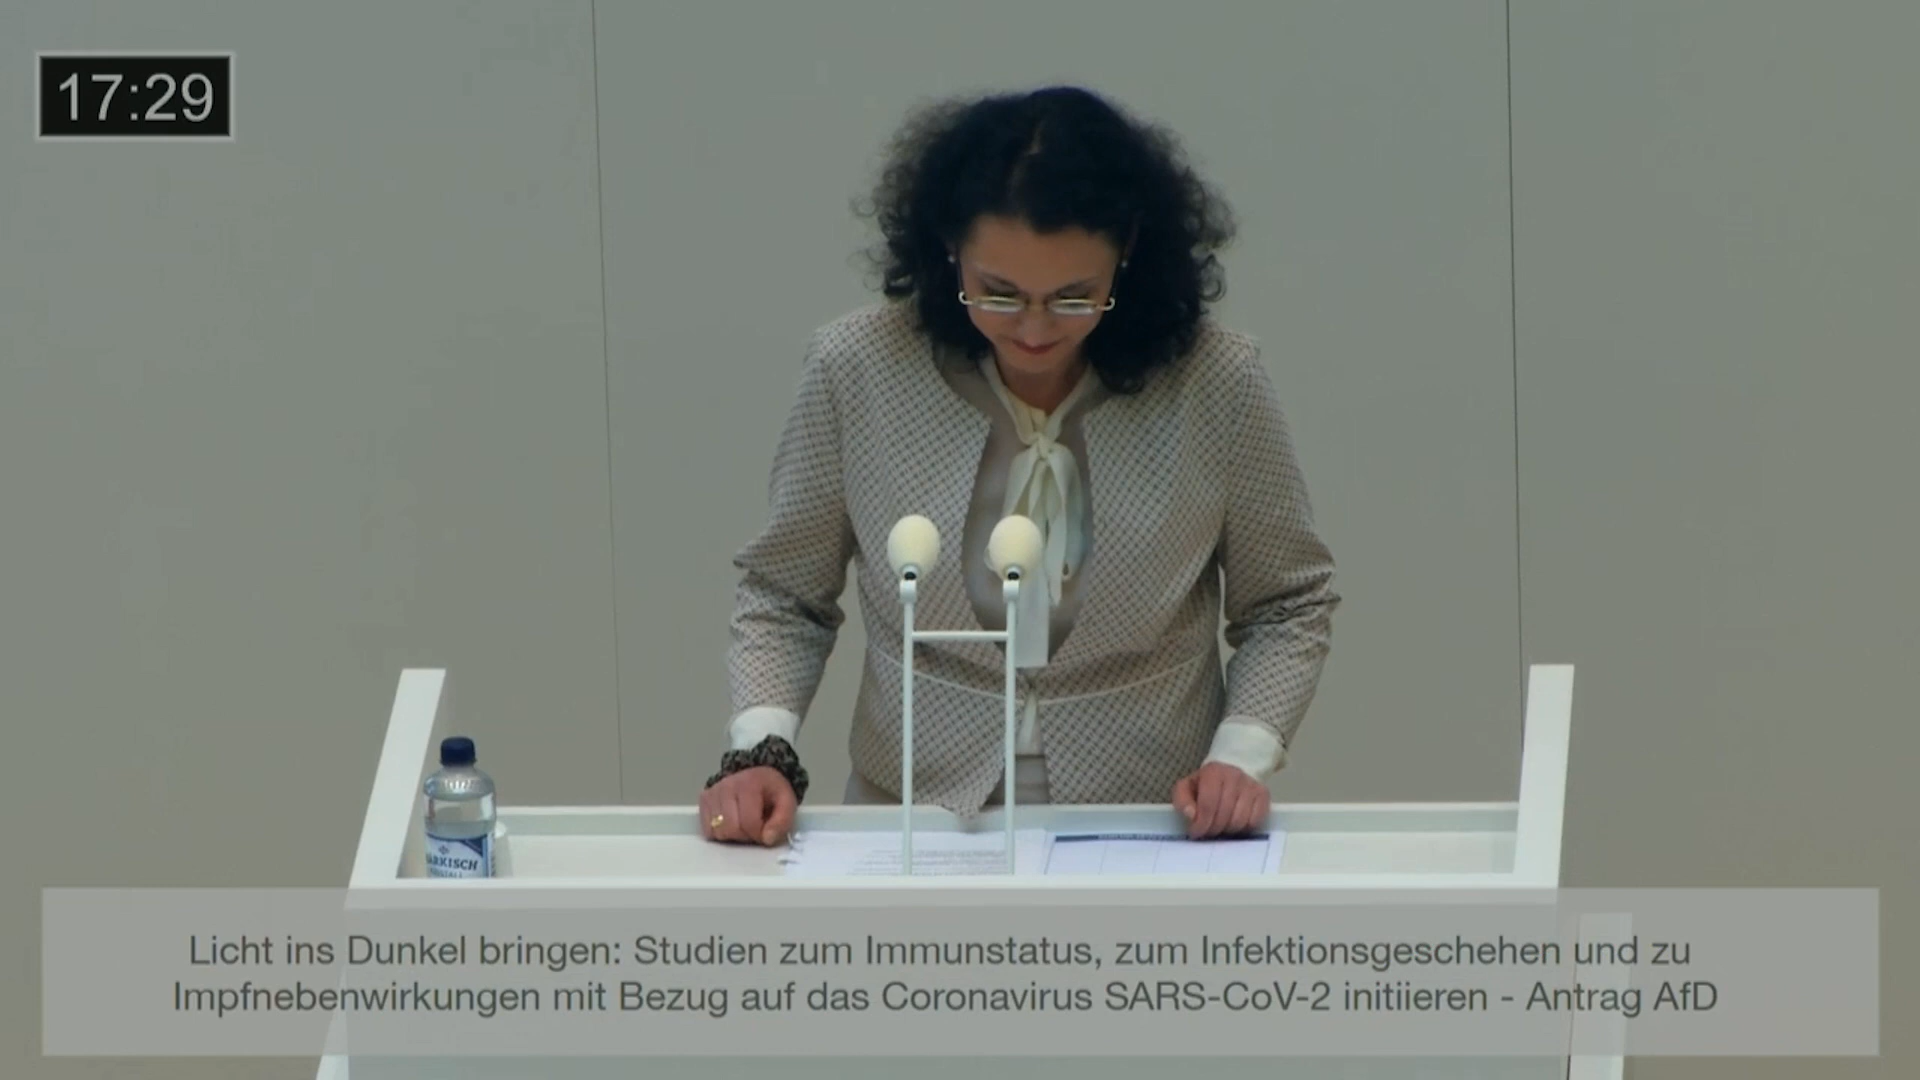 17:29
MÄRKISCH
Licht ins Dunkel bringen: Studien zum Immunstatus, zum Infektionsgeschehen und zu
Impfnebenwirkungen mit Bezug auf das Coronavirus SARS-CoV-2 initiieren - Antrag AfD